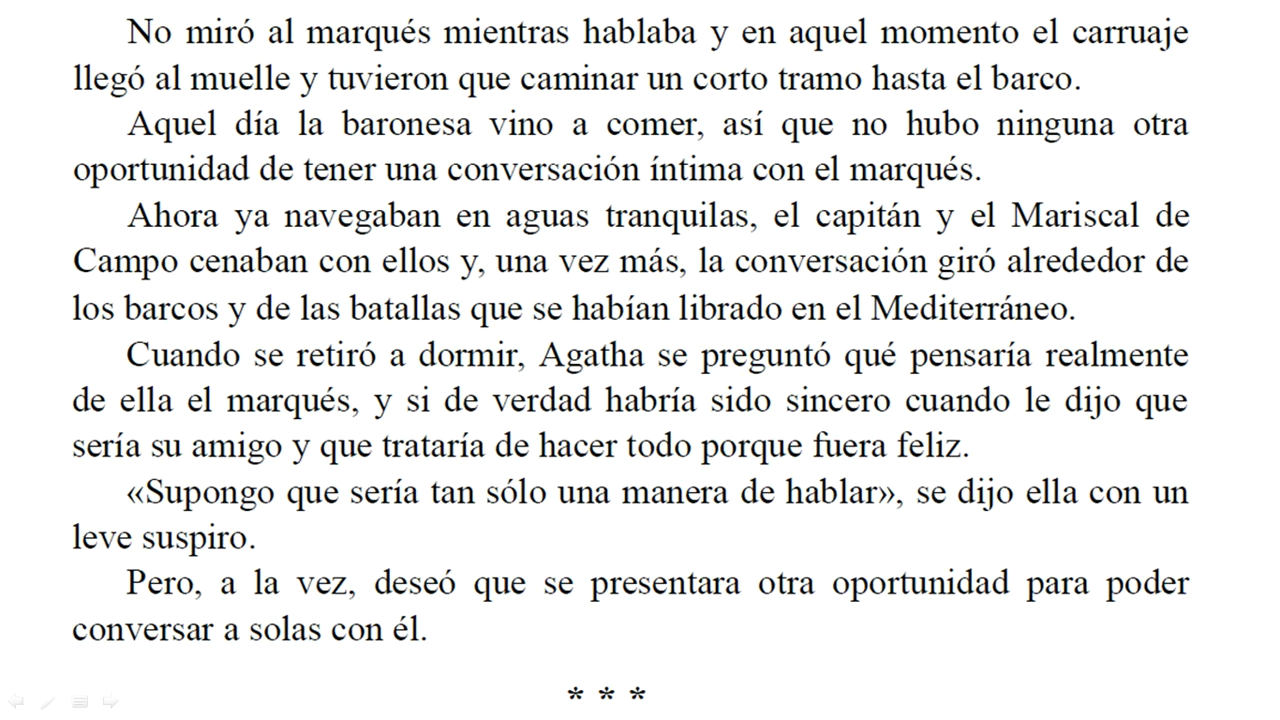 No miró al marqués mientras hablaba y en aquel momento el carruaje
llegó al muelle y tuvieron que caminar un corto tramo hasta el barco.
Aquel día la baronesa vino a comer, así que no hubo ninguna otra
oportunidad de tener una conversación íntima con el marqués.
Ahora ya navegaban en aguas tranquilas, el capitán y el Mariscal de
Campo cenaban con ellos y, una vez más, la conversación giró alrededor de
los barcos y de las batallas que se habían librado en el Mediterráneo.
Cuando se retiró a dormir, Agatha se preguntó qué pensaría realmente
de ella el marqués, y si de verdad habría sido sincero cuando le dijo que
sería su amigo y que trataría de hacer todo porque fuera feliz.
«Supongo que sería tan sólo una manera de hablar», se dijo ella con un
leve suspiro.
Pero, a la vez, deseó que se presentara otra oportunidad para poder
conversar a solas con él.
* * *